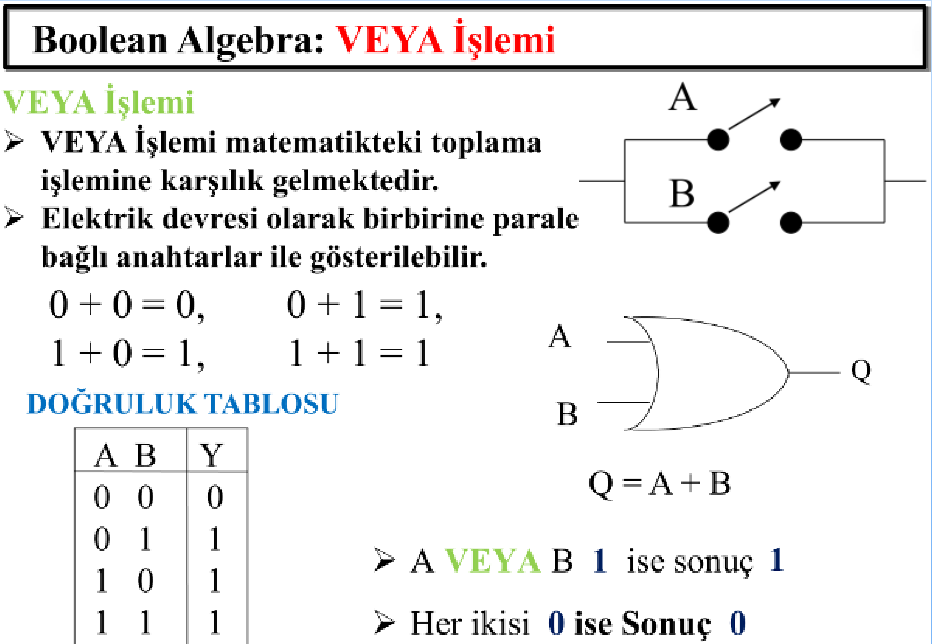 Boolean Algebra: VEYA İşlemi
VEYA İşlemi
➢ VEYA İşlemi matematikteki toplama
işlemine karşılık gelmektedir.
➢ Elektrik devresi olarak birbirine parale
bağlı anahtarlar ile gösterilebilir.
0 + 0 = 0, 0 + 1 = 1,
1 + 0 = 1, 1 + 1 = 1
DOĞRULUK TABLOSU
A B Y
0 0 0
0 1 1
1 0 1
1 1 1
A
B
A
B
Q
Q = A + B
➢ A VEYA B 1 ise sonuç 1
➢ Her ikisi 0 ise Sonuç 0